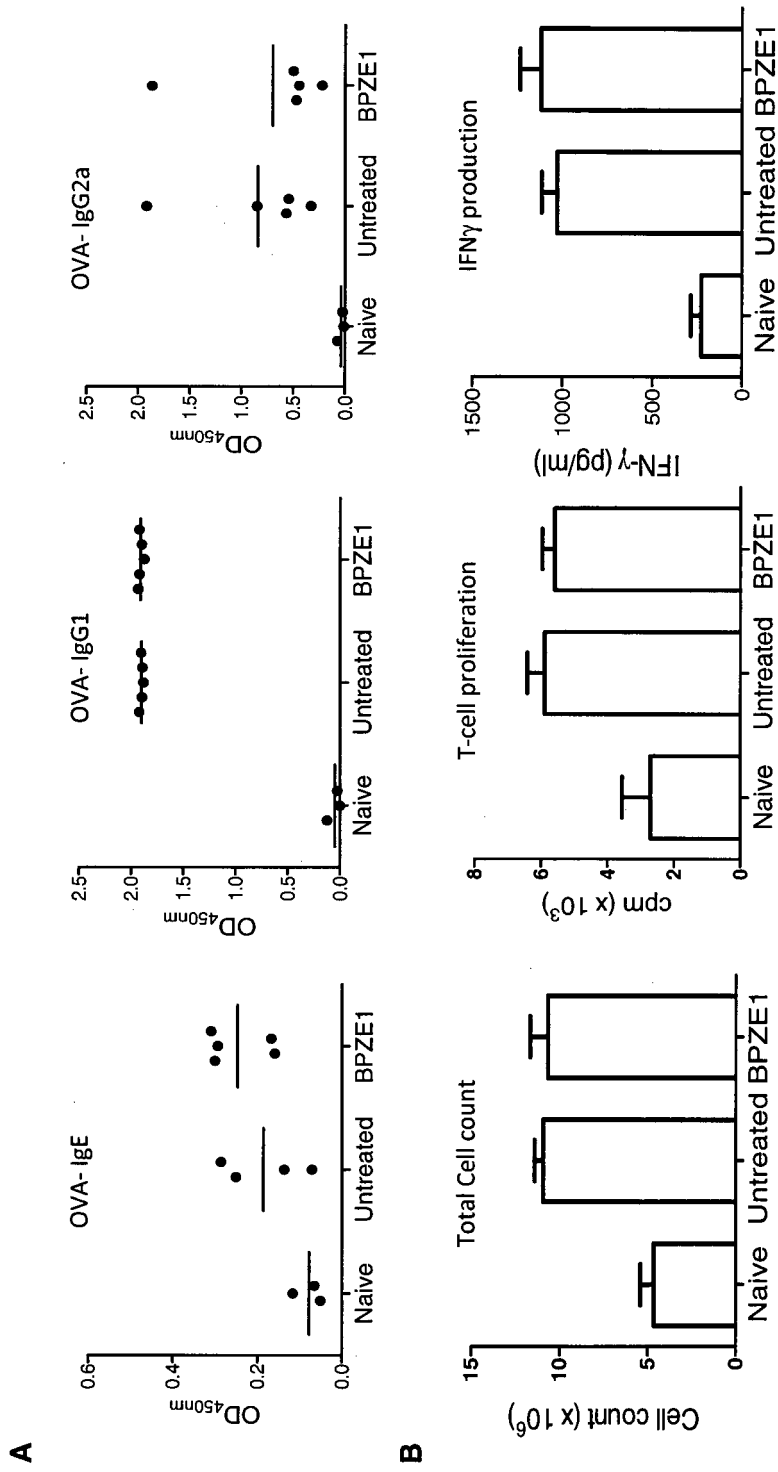 A
OVA- IgE
OD450nm
0.6
0.4
0.2
0.0
Naive Untreated BPZE1
OVA- IgG1
OD450nm
2.5
2.0
1.5
1.0
0.5
0.0
Naive Untreated BPZE1
OVA- IgG2a
OD450nm
2.5
2.0
1.5
1.0
0.5
0.0
Naive Untreated BPZE1
B
Total Cell count
Cell count (x 10⁶)
15
10
5
0
Naive Untreated BPZE1
T-cell proliferation
cpm (x 10³)
8
6
4
2
0
Naive Untreated BPZE1
IFNγ production
IFN-γ (pg/ml)
1500
1000
500
0
Naive Untreated BPZE1